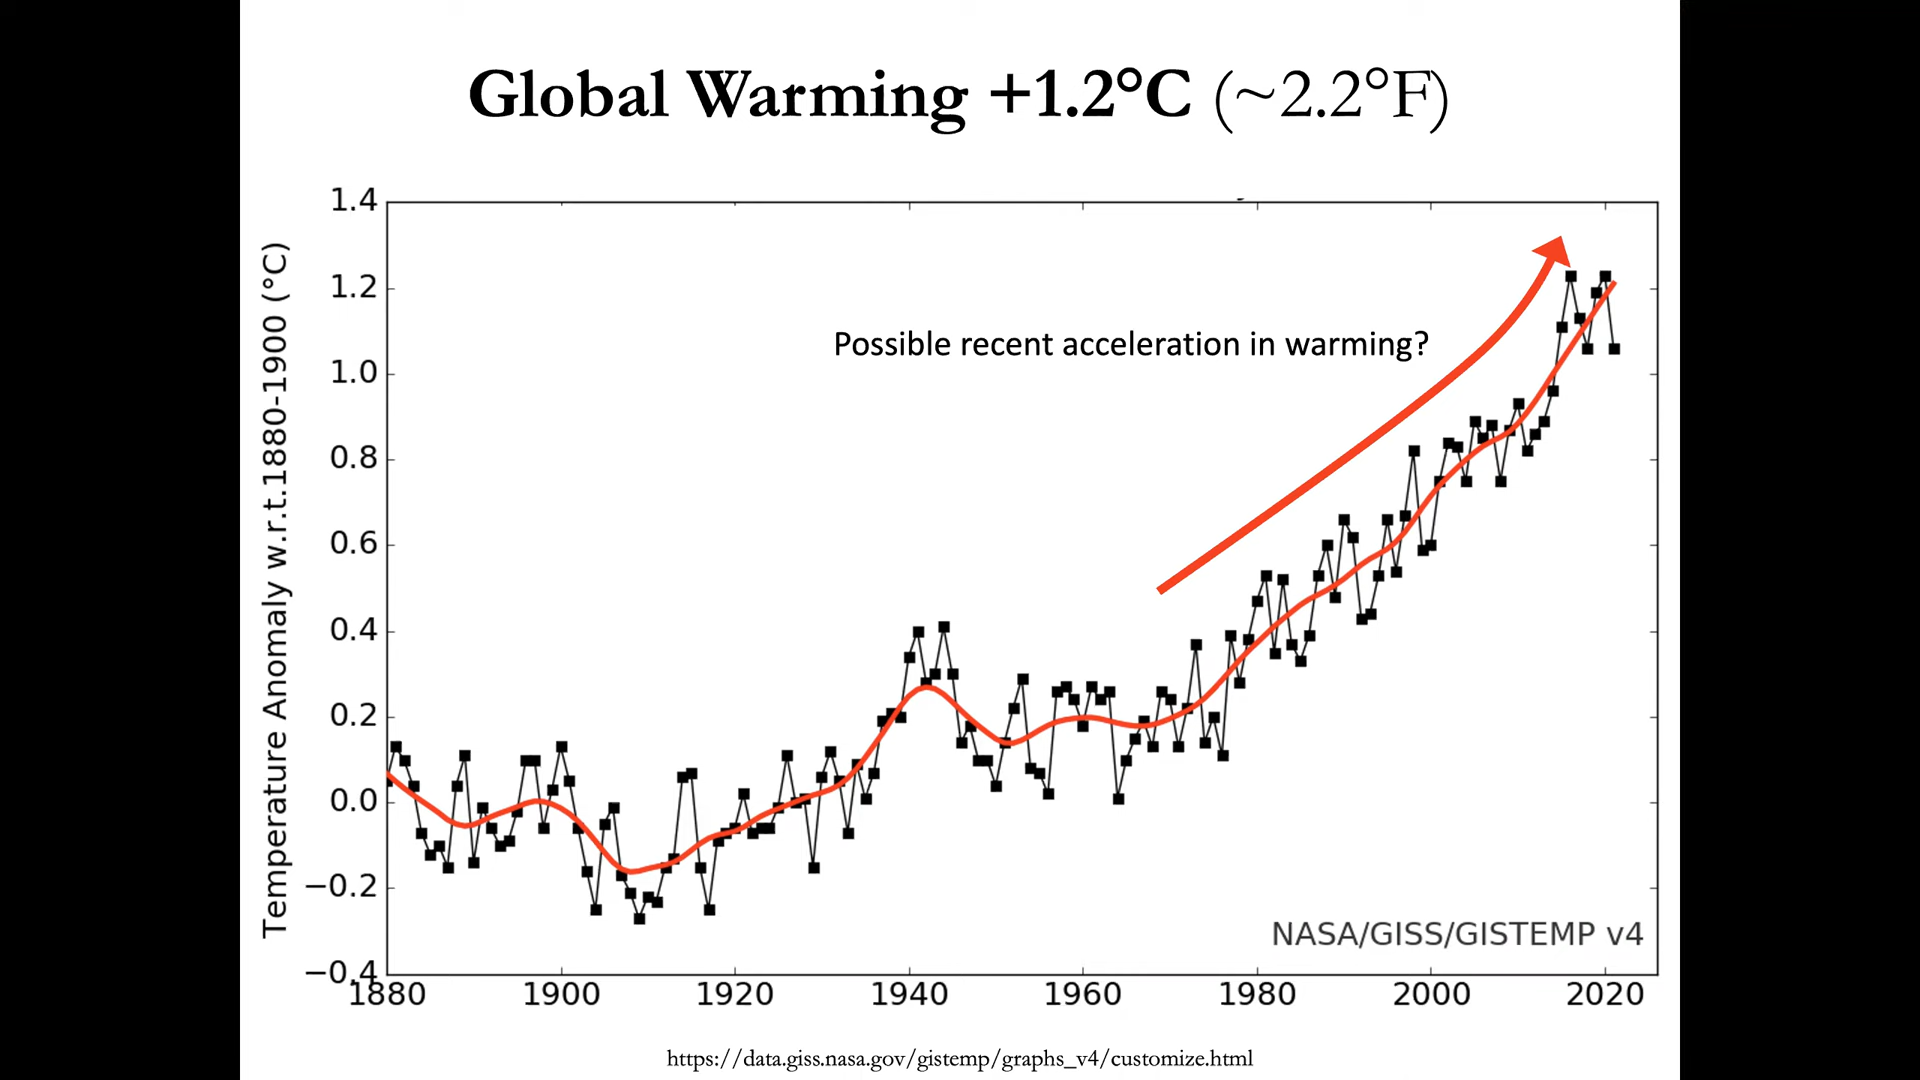 Global Warming +1.2°C (~2.2°F)
Temperature Anomaly w.r.t.1880-1900 (°C)
1.4
1.2
1.0
0.8
0.6
0.4
0.2
0.0
−0.2
−0.4
Possible recent acceleration in warming?
NASA/GISS/GISTEMP v4
1880 1900 1920 1940 1960 1980 2000 2020
https://data.giss.nasa.gov/gistemp/graphs_v4/customize.html